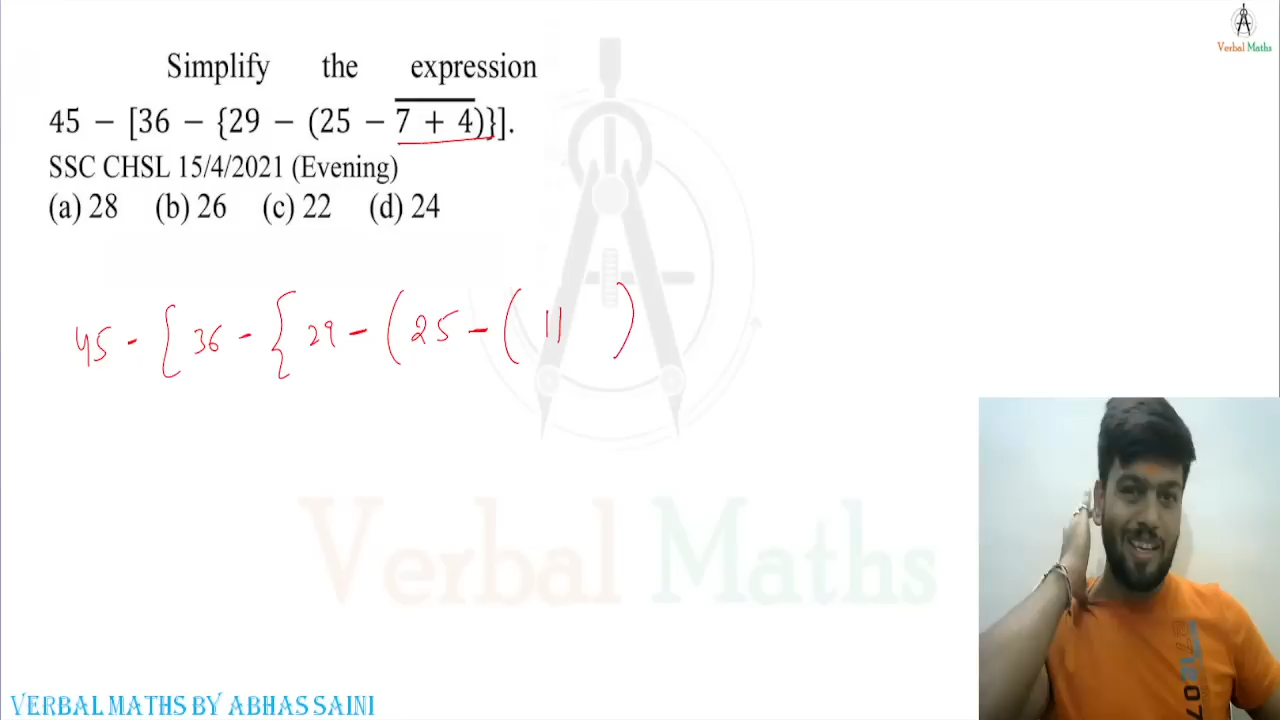 Verbal Maths
Simplify the expression
45 − [36 − {29 − (25 − 7 + 4)}].
SSC CHSL 15/4/2021 (Evening)
(a) 28 (b) 26 (c) 22 (d) 24
45 - [ 36 - { 29 - ( 25 - ( 11 )
Verbal Maths
VERBAL MATHS BY ABHAS SAINI